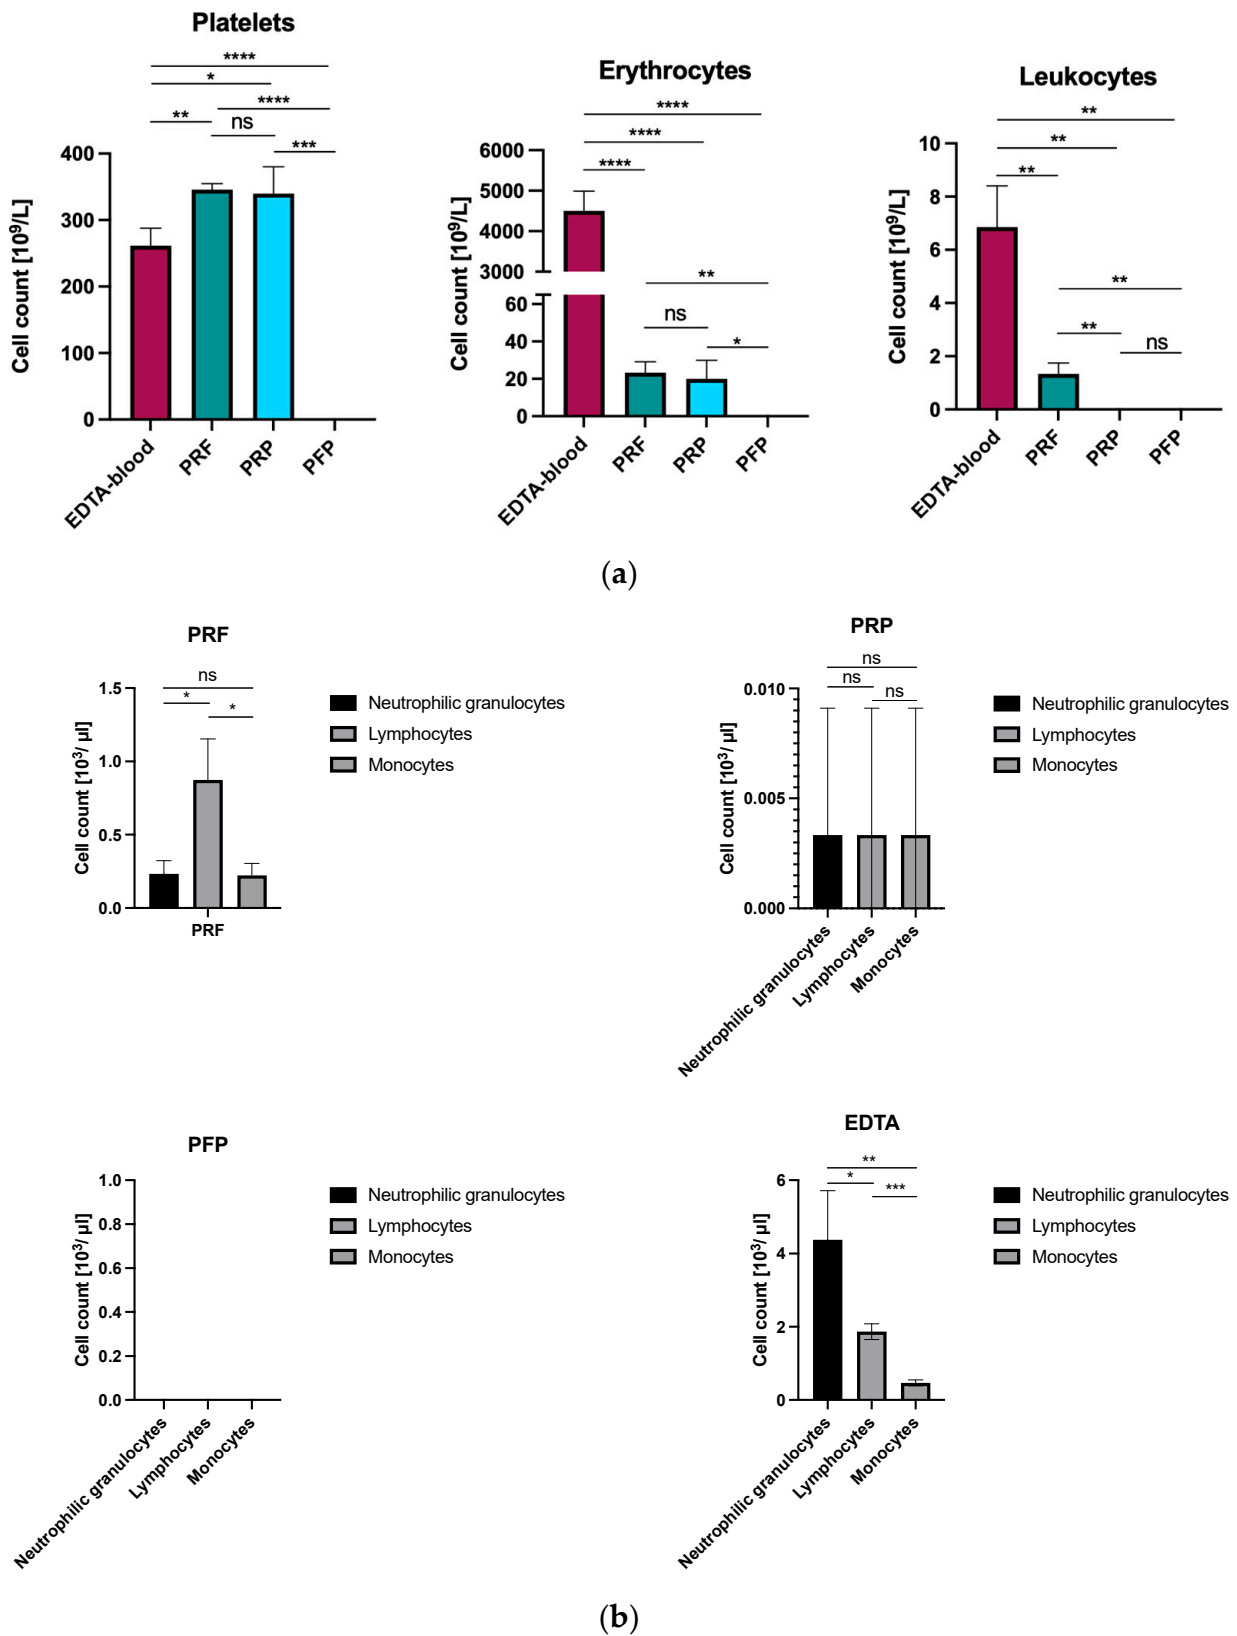 Platelets
****
*
****
**
ns
***
400
300
200
100
0
Cell count [10⁹/L]
EDTA-blood
PRF
PRP
PFP
Erythrocytes
****
****
****
**
ns
*
6000
5000
4000
3000
60
40
20
0
Cell count [10⁹/L]
EDTA-blood
PRF
PRP
PFP
Leukocytes
**
**
**
**
**
ns
10
8
6
4
2
0
Cell count [10⁹/L]
EDTA-blood
PRF
PRP
PFP
(a)
PRF
ns
*
*
1.5
1.0
0.5
0.0
Cell count [10³/ µl]
PRF
Neutrophilic granulocytes
Lymphocytes
Monocytes
PRP
ns
ns
ns
0.010
0.005
0.000
Cell count [10³/ µl]
Neutrophilic granulocytes
Lymphocytes
Monocytes
Neutrophilic granulocytes
Lymphocytes
Monocytes
PFP
1.0
0.8
0.6
0.4
0.2
0.0
Cell count [10³/ µl]
Neutrophilic granulocytes
Lymphocytes
Monocytes
Neutrophilic granulocytes
Lymphocytes
Monocytes
EDTA
**
*
***
6
4
2
0
Cell count [10³/ µl]
Neutrophilic granulocytes
Lymphocytes
Monocytes
Neutrophilic granulocytes
Lymphocytes
Monocytes
(b)